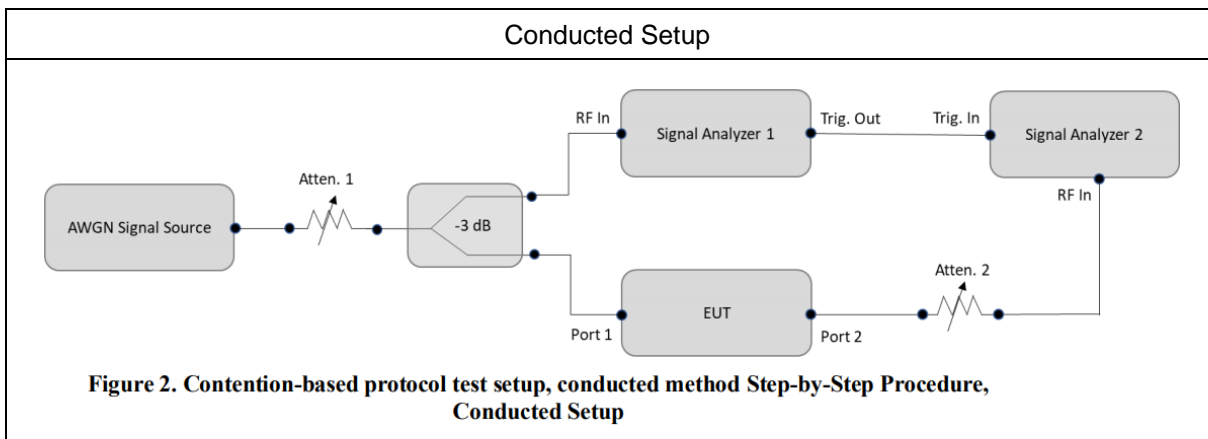 Conducted Setup
RF In
Signal Analyzer 1
Trig. Out
Trig. In
Signal Analyzer 2
RF In
Atten. 1
AWGN Signal Source
-3 dB
Atten. 2
EUT
Port 1
Port 2
Figure 2. Contention-based protocol test setup, conducted method Step-by-Step Procedure,
Conducted Setup